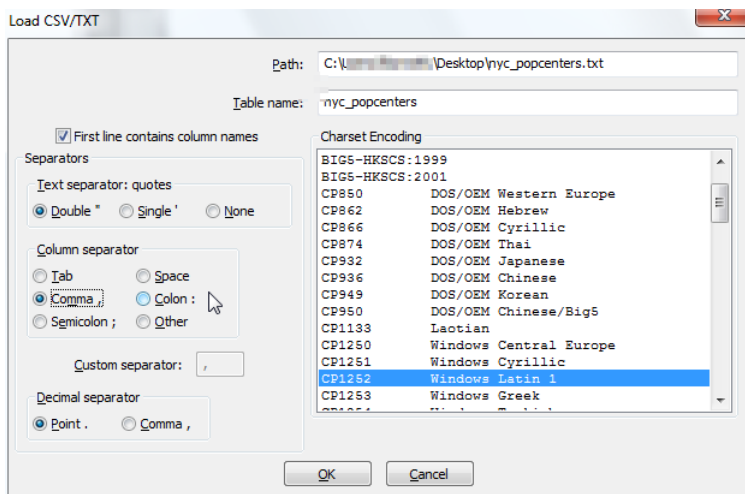 Load CSV/TXT
Path: C:\ \Desktop\nyc_popcenters.txt
Table name: nyc_popcenters
First line contains column names
Separators
Text separator: quotes
Double " Single ' None
Column separator
Tab Space
Comma , Colon :
Semicolon ; Other
Custom separator: ,
Decimal separator
Point . Comma ,
Charset Encoding
BIG5-HKSCS:1999
BIG5-HKSCS:2001
CP850 DOS/OEM Western Europe
CP862 DOS/OEM Hebrew
CP866 DOS/OEM Cyrillic
CP874 DOS/OEM Thai
CP932 DOS/OEM Japanese
CP936 DOS/OEM Chinese
CP949 DOS/OEM Korean
CP950 DOS/OEM Chinese/Big5
CP1133 Laotian
CP1250 Windows Central Europe
CP1251 Windows Cyrillic
CP1252 Windows Latin 1
CP1253 Windows Greek
OK Cancel